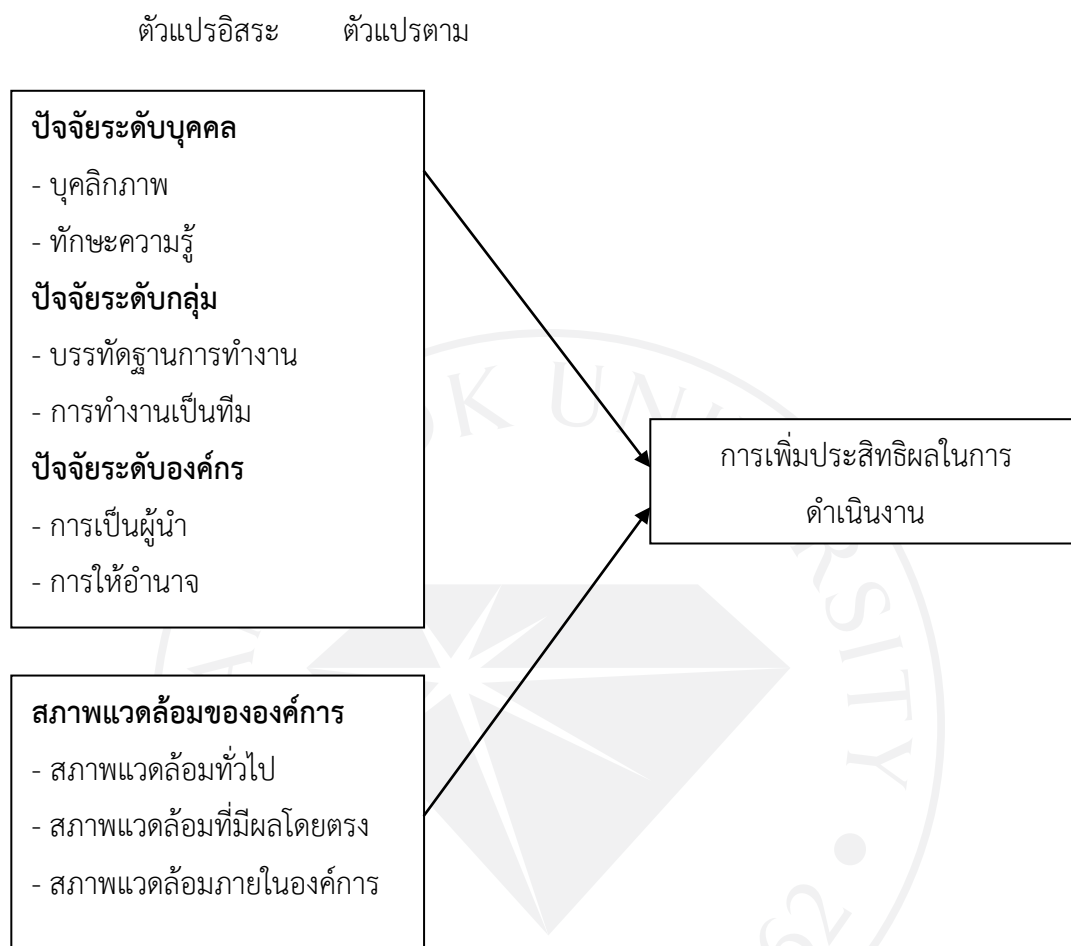 ตัวแปรอิสระ ตัวแปรตาม
ปัจจัยระดับบุคคล
- บุคลิกภาพ
- ทักษะความรู้
ปัจจัยระดับกลุ่ม
- บรรทัดฐานการทำงาน
- การทำงานเป็นทีม
ปัจจัยระดับองค์กร
- การเป็นผู้นำ
- การให้อำนาจ
การเพิ่มประสิทธิผลในการ
ดำเนินงาน
สภาพแวดล้อมขององค์การ
- สภาพแวดล้อมทั่วไป
- สภาพแวดล้อมที่มีผลโดยตรง
- สภาพแวดล้อมภายในองค์การ
K UNIVERSITY
62